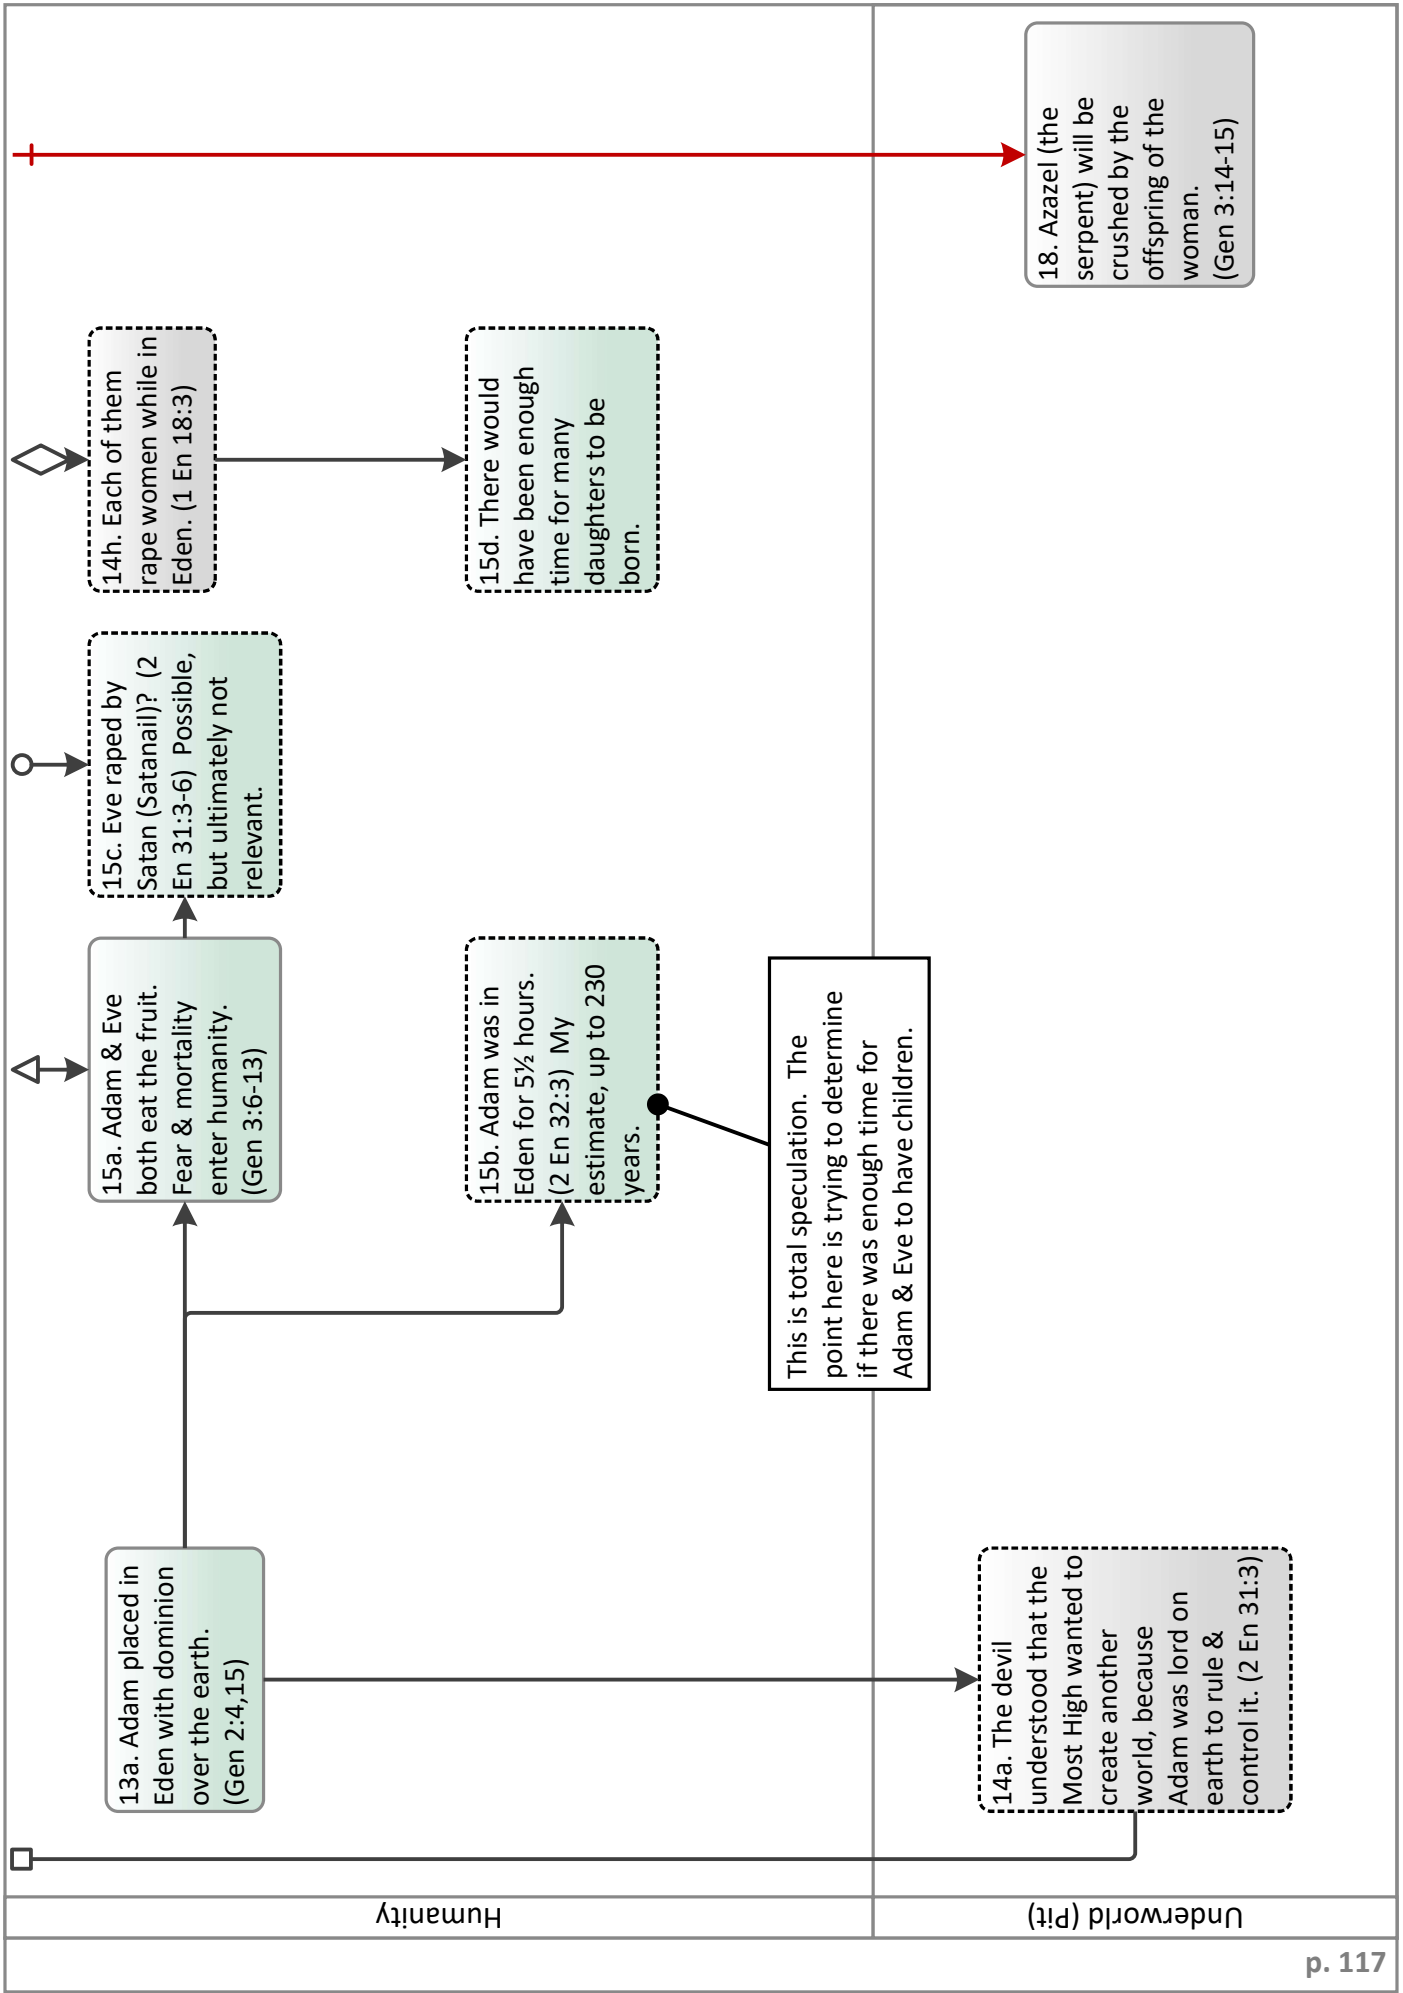 Humanity
13a. Adam placed in
Eden with dominion
over the earth.
(Gen 2:4,15)
15a. Adam & Eve
both eat the fruit.
Fear & mortality
enter humanity.
(Gen 3:6-13)
15c. Eve raped by
Satan (Satanail)?  (2
En 31:3-6)  Possible,
but ultimately not
relevant.
14h. Each of them
rape women while in
Eden. (1 En 18:3)
15b. Adam was in
Eden for 5½ hours.
(2 En 32:3)  My
estimate, up to 230
years.
15d. There would
have been enough
time for many
daughters to be
born.
This is total speculation.  The
point here is trying to determine
if there was enough time for
Adam & Eve to have children.
Underworld (Pit)
14a. The devil
understood that the
Most High wanted to
create another
world, because
Adam was lord on
earth to rule &
control it. (2 En 31:3)
18. Azazel (the
serpent) will be
crushed by the
offspring of the
woman.
(Gen 3:14-15)
p. 117